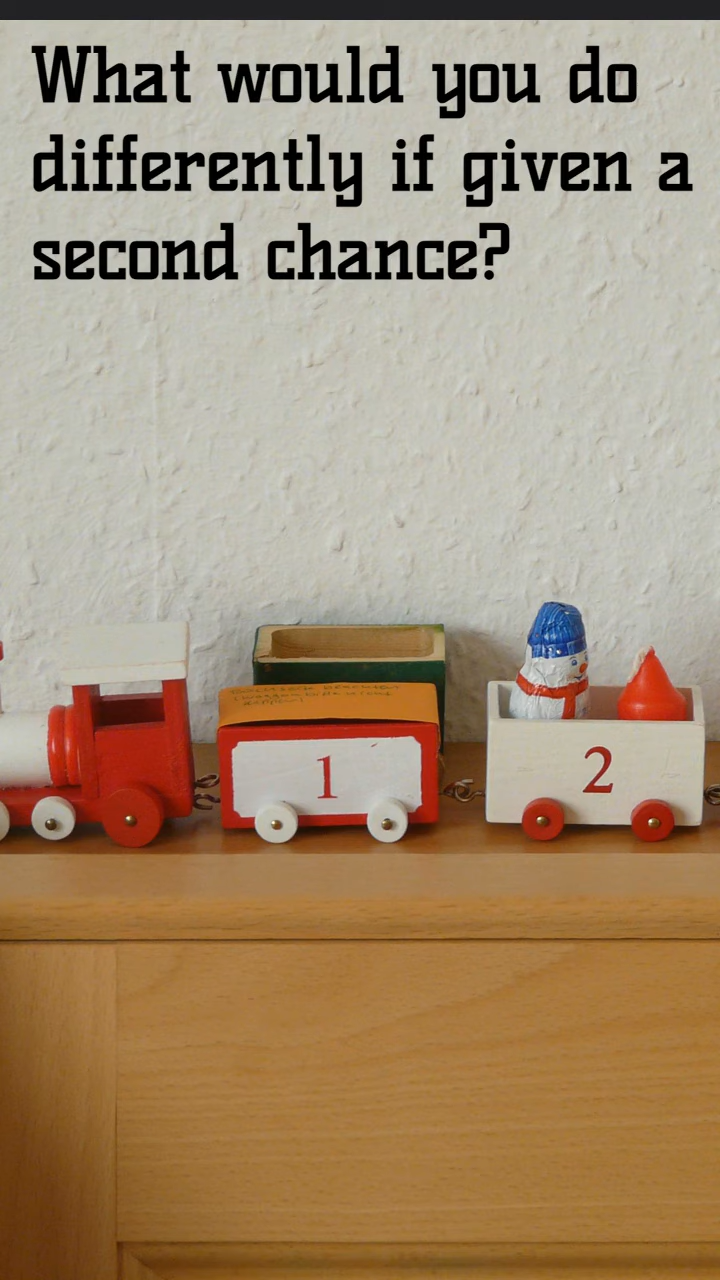 What would you do
differently if given a
second chance?
1
2